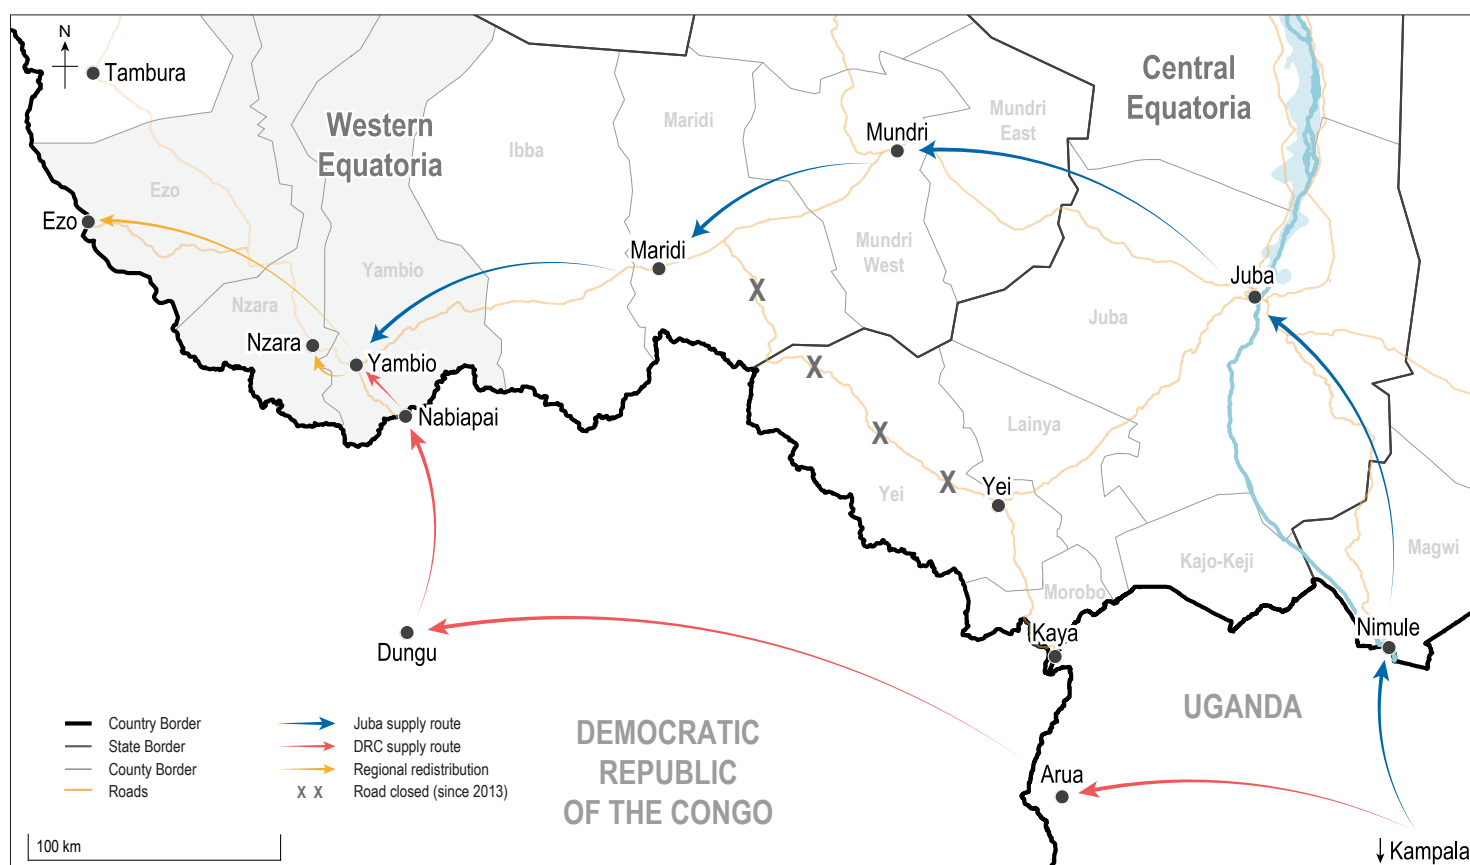 N
Tambura
Western
Equatoria
Ibba
Maridi
Mundri
Mundri
East
Central
Equatoria
Ezo
Ezo
Yambio
Maridi
Mundri
West
Juba
Juba
Nzara
Nzara
Yambio
Nabiapai
X
X
X
X
Lainya
Yei
Yei
Kajo-Keji
Magwi
Morobo
Kaya
Nimule
Dungu
UGANDA
DEMOCRATIC
REPUBLIC
OF THE CONGO
Arua
Kampala
Country Border
State Border
County Border
Roads
Juba supply route
DRC supply route
Regional redistribution
X X Road closed (since 2013)
100 km